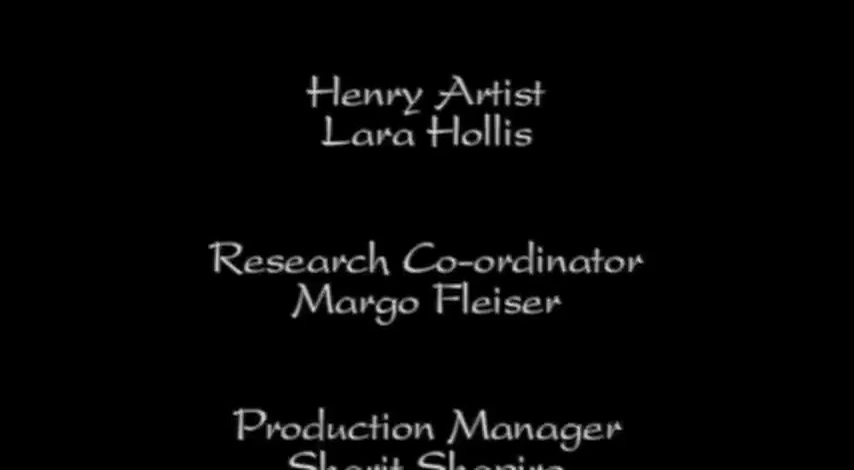 Henry Artist
Lara Hollis
Research Co-ordinator
Margo Fleiser
Production Manager